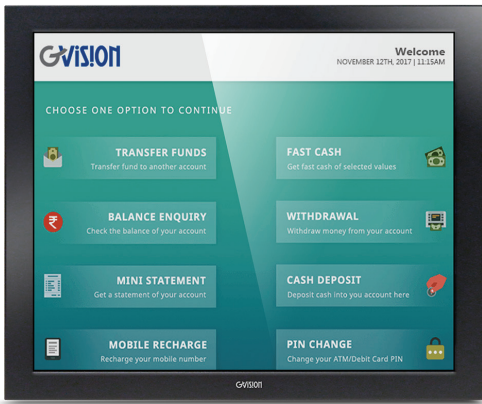 GVISION
Welcome
NOVEMBER 12TH, 2017 | 11:15AM
CHOOSE ONE OPTION TO CONTINUE
TRANSFER FUNDS
Transfer fund to another account
FAST CASH
Get fast cash of selected values
BALANCE ENQUIRY
Check the balance of your account
WITHDRAWAL
Withdraw money from your account
MINI STATEMENT
Get a statement of your account
CASH DEPOSIT
Deposit cash into you account here
MOBILE RECHARGE
Recharge your mobile number
PIN CHANGE
Change your ATM/Debit Card PIN
GVISION